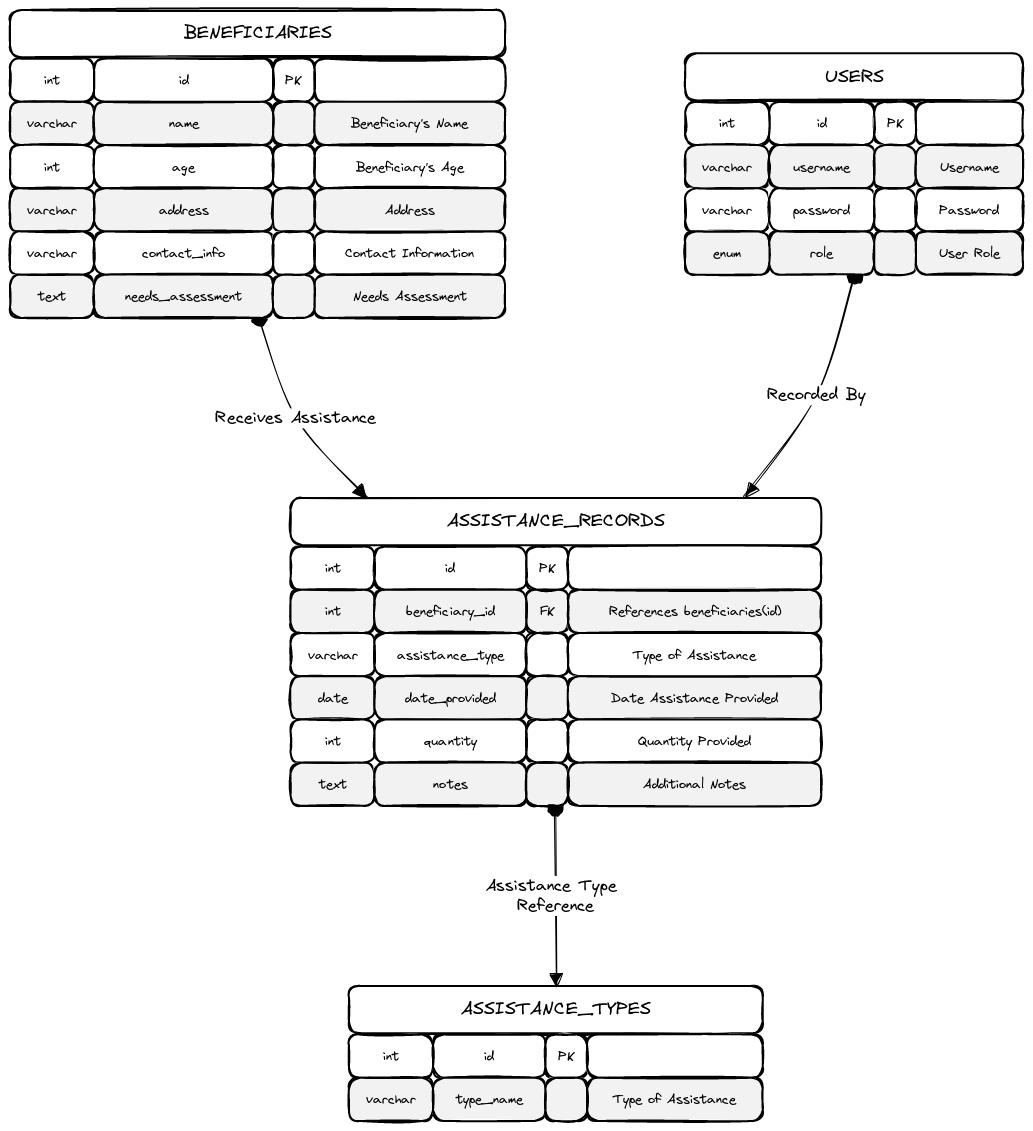 BENEFICIARIES
int id PK
varchar name Beneficiary's Name
int age Beneficiary's Age
varchar address Address
varchar contact_info Contact Information
text needs_assessment Needs Assessment
USERS
int id PK
varchar username Username
varchar password Password
enum role User Role
Receives Assistance
Recorded By
ASSISTANCE_RECORDS
int id PK
int beneficiary_id FK References beneficiaries(id)
varchar assistance_type Type of Assistance
date date_provided Date Assistance Provided
int quantity Quantity Provided
text notes Additional Notes
Assistance Type
Reference
ASSISTANCE_TYPES
int id PK
varchar type_name Type of Assistance